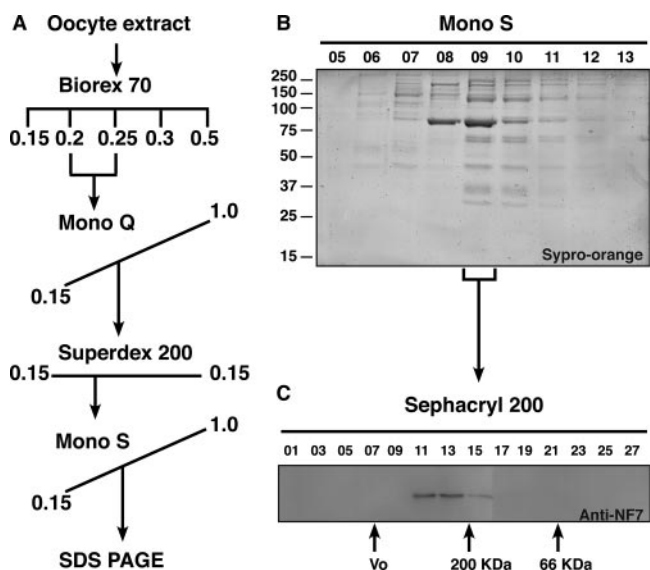 A
Oocyte extract
Biorex 70
0.15 0.2 0.25 0.3 0.5
Mono Q
1.0
0.15
Superdex 200
0.15 0.15
Mono S
1.0
0.15
SDS PAGE
B
Mono S
05 06 07 08 09 10 11 12 13
250
150
100
75
50
37
25
15
Sypro-orange
C
Sephacryl 200
01 03 05 07 09 11 13 15 17 19 21 23 25 27
Anti-NF7
Vo 200 KDa 66 KDa